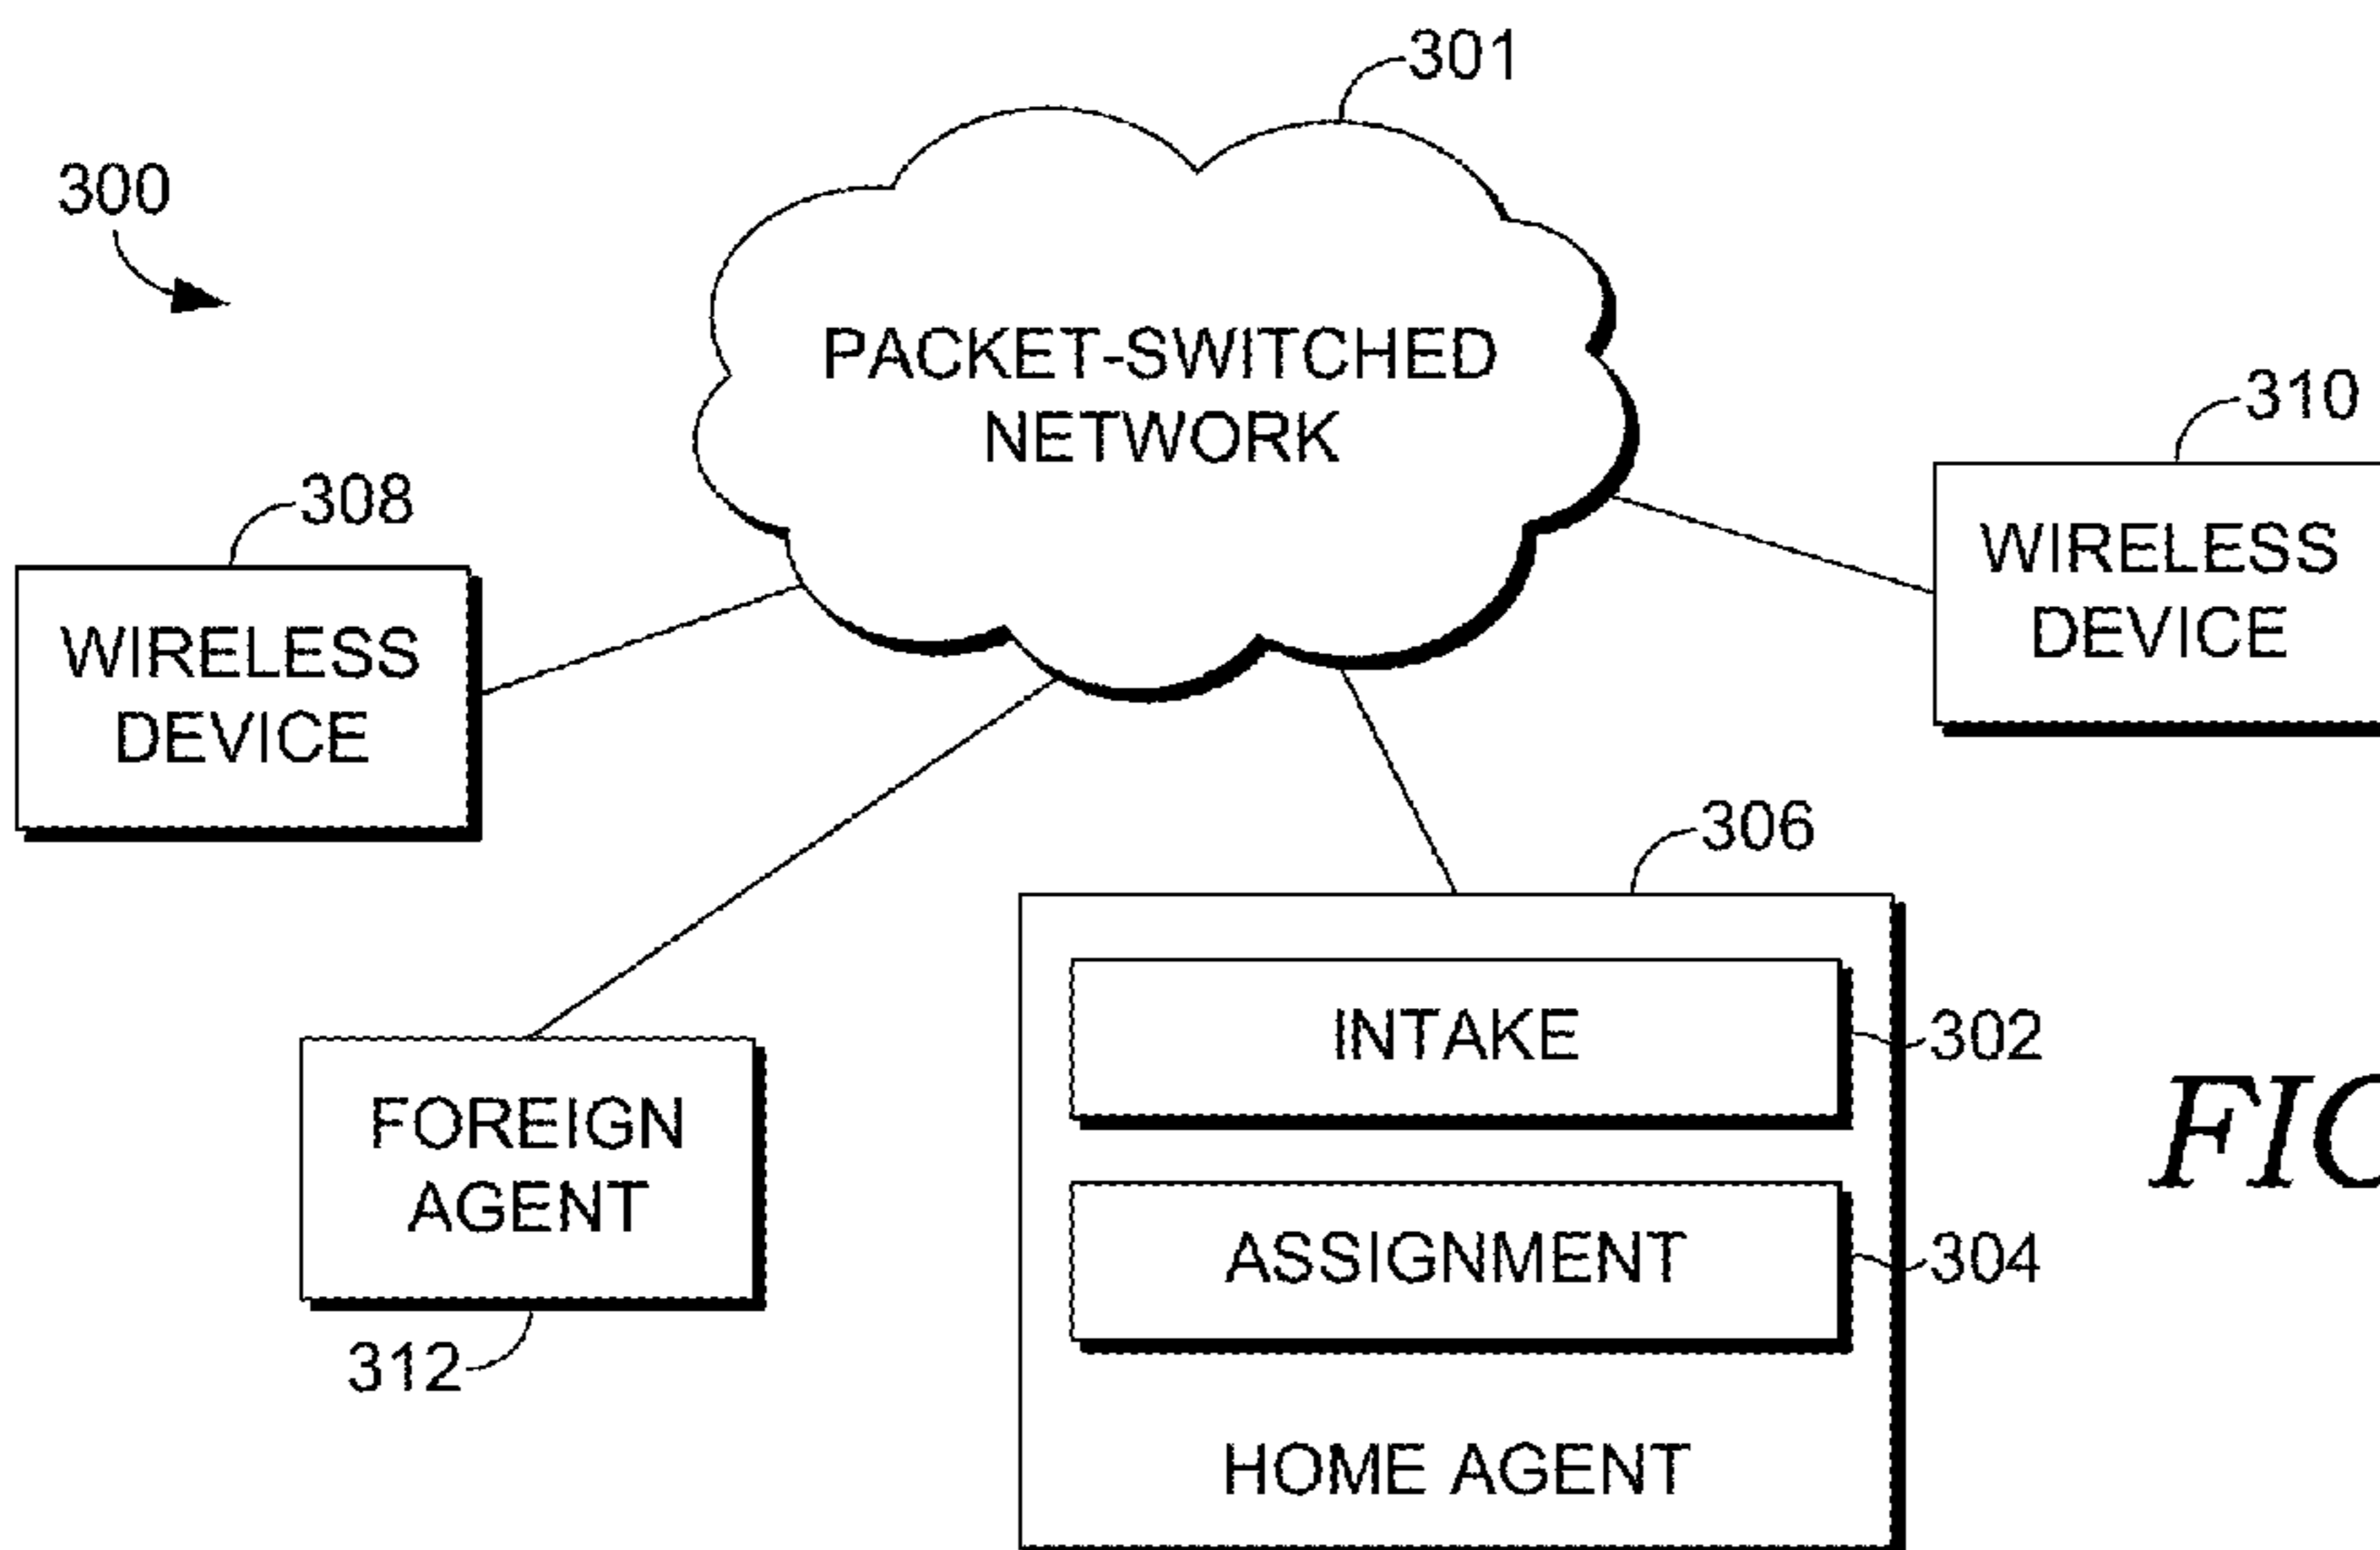 301
300
PACKET-SWITCHED
NETWORK
310
308
WIRELESS
DEVICE
WIRELESS
DEVICE
306
INTAKE
302
FOREIGN
AGENT
ASSIGNMENT
304
312
HOME AGENT